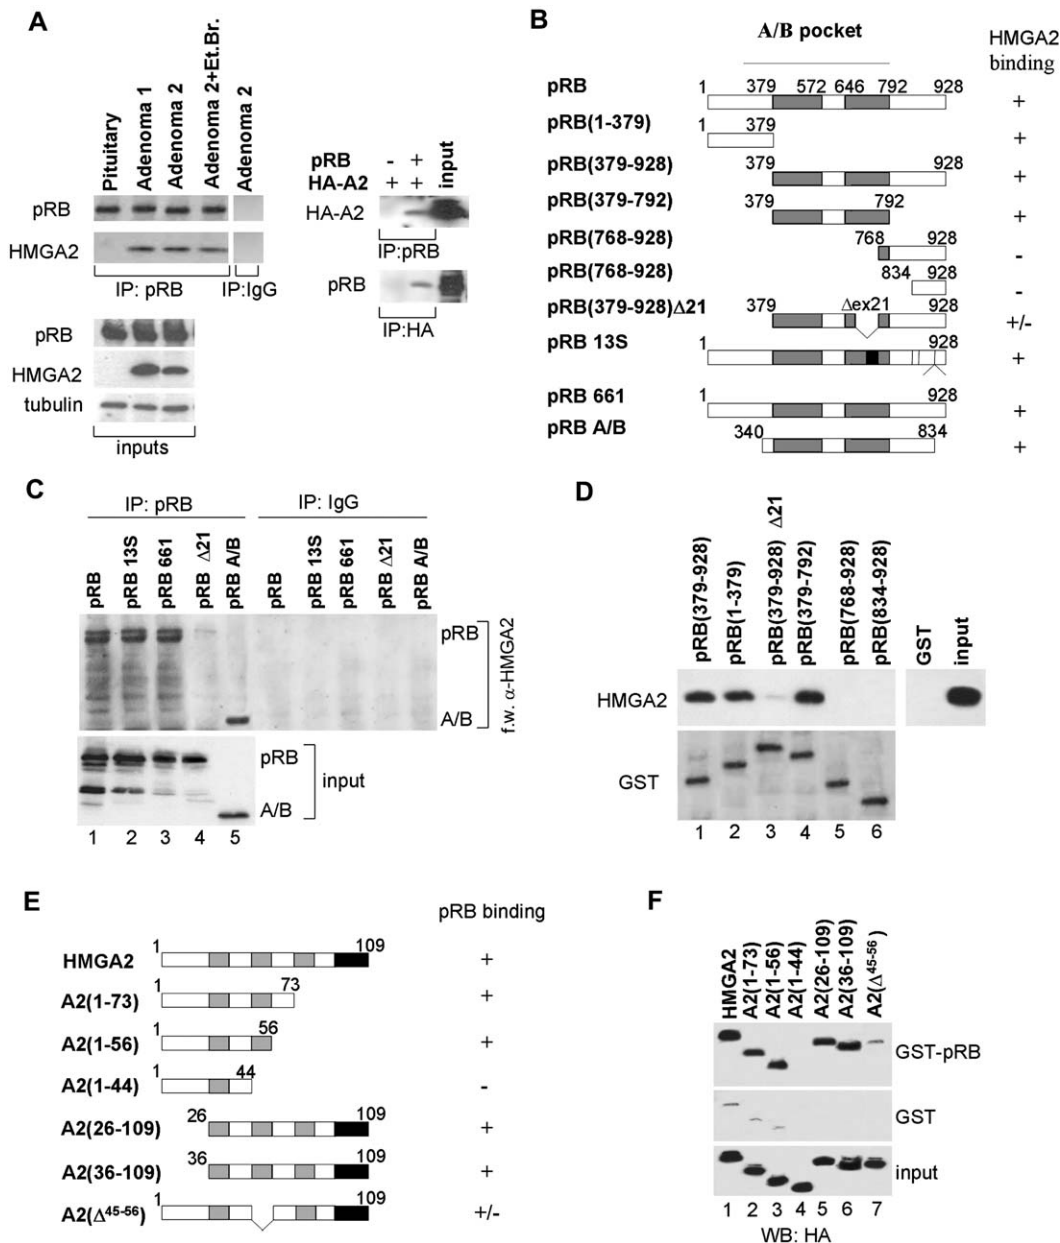 A
Pituitary
Adenoma 1
Adenoma 2
Adenoma 2+Et.Br.
Adenoma 2
pRB
HMGA2
IP: pRB
IP:IgG
pRB
HMGA2
tubulin
inputs
pRB - + input
HA-A2 + +
HA-A2
IP:pRB
pRB
IP:HA
B
A/B pocket
HMGA2
binding
pRB 1 379 572 646 792 928 +
pRB(1-379) 1 379 +
pRB(379-928) 379 928 +
pRB(379-792) 379 792 +
pRB(768-928) 768 928 -
pRB(768-928) 834 928 -
pRB(379-928)Δ21 379 Δex21 928 +/-
pRB 13S 1 928 +
pRB 661 1 928 +
pRB A/B 340 834 +
C
IP: pRB
IP: IgG
pRB
pRB 13S
pRB 661
pRB Δ21
pRB A/B
pRB
pRB 13S
pRB 661
pRB Δ21
pRB A/B
pRB
A/B
f.w. α-HMGA2
pRB
A/B
input
1 2 3 4 5
D
pRB(379-928)
pRB(1-379)
pRB(379-928) Δ21
pRB(379-792)
pRB(768-928)
pRB(834-928)
GST
input
HMGA2
GST
1 2 3 4 5 6
E
pRB binding
HMGA2 1 109 +
A2(1-73) 1 73 +
A2(1-56) 1 56 +
A2(1-44) 1 44 -
A2(26-109) 26 109 +
A2(36-109) 36 109 +
A2(Δ45-56) 1 109 +/-
F
HMGA2
A2(1-73)
A2(1-56)
A2(1-44)
A2(26-109)
A2(36-109)
A2(Δ45-56)
GST-pRB
GST
input
1 2 3 4 5 6 7
WB: HA